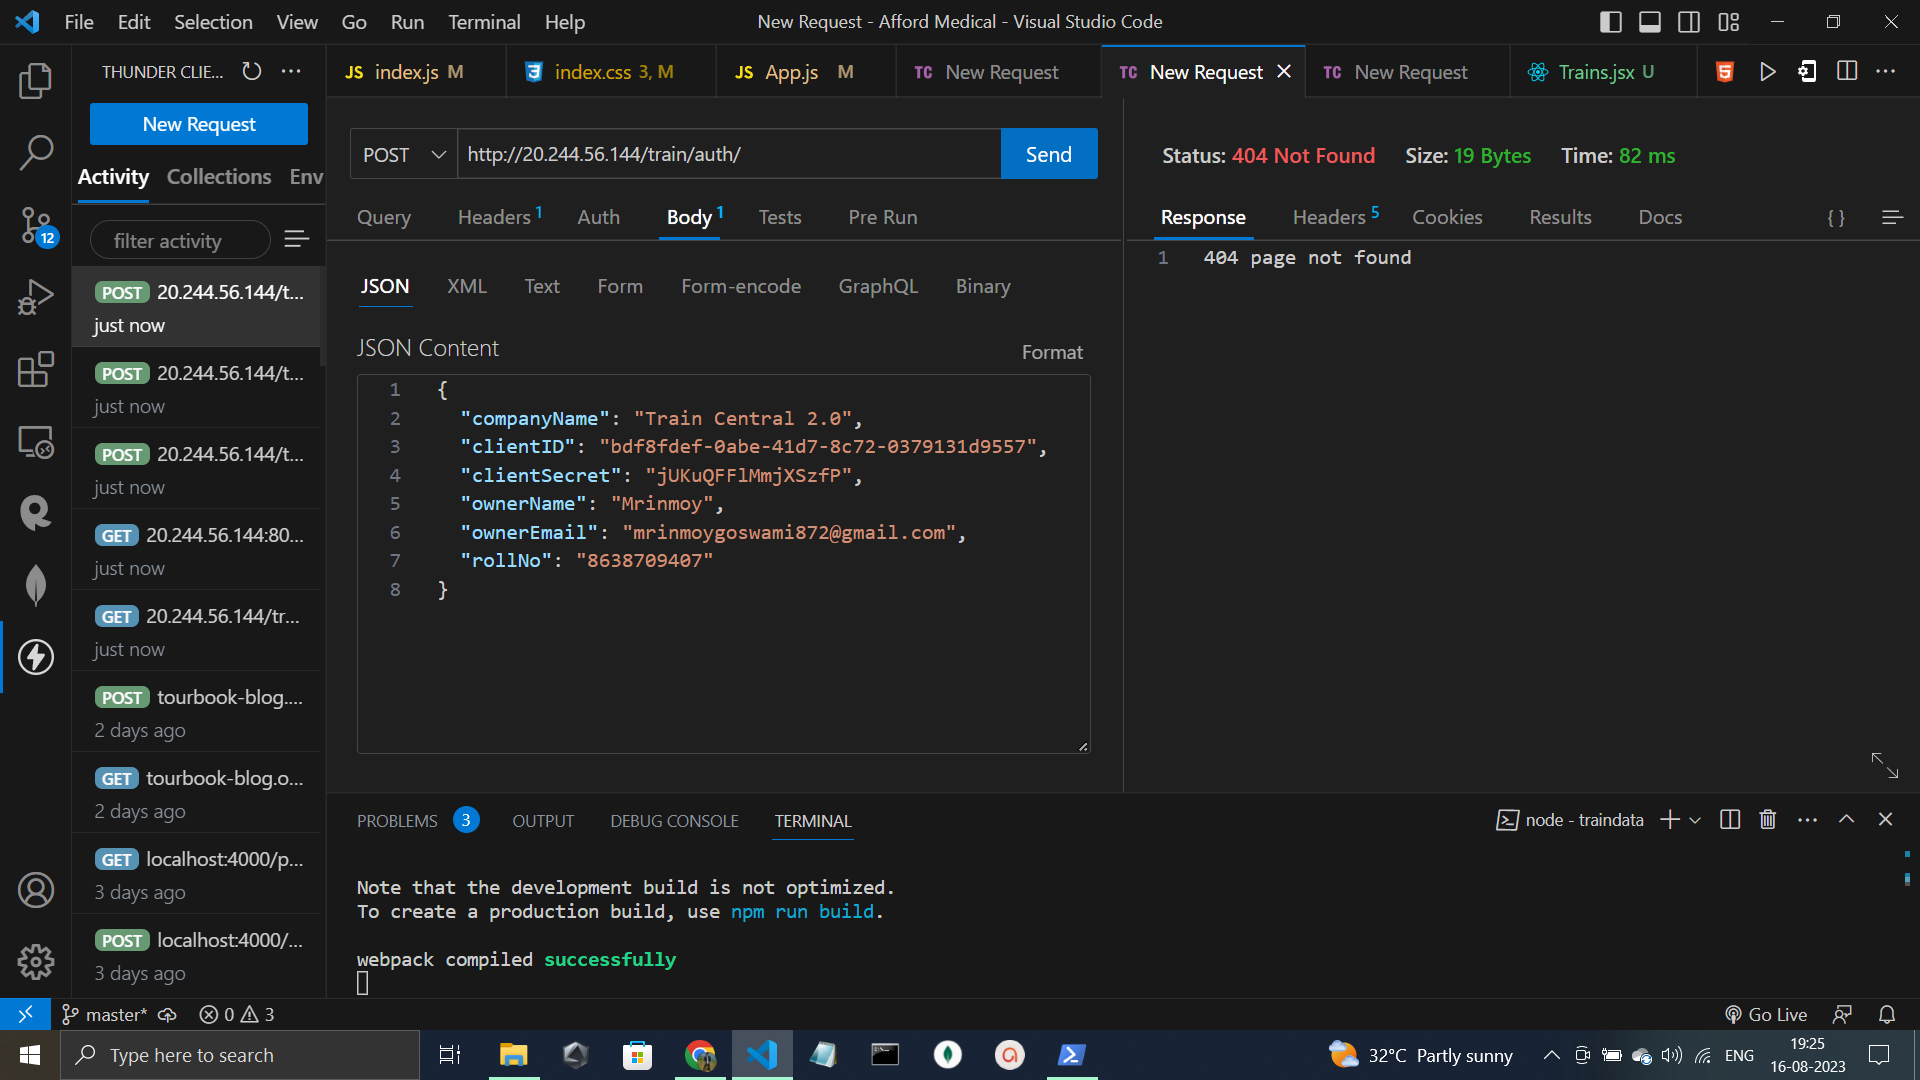 File Edit Selection View Go Run Terminal Help
New Request - Afford Medical - Visual Studio Code
THUNDER CLIE...
New Request
Activity Collections Env
filter activity
POST 20.244.56.144/t...
just now
POST 20.244.56.144/t...
just now
POST 20.244.56.144/t...
just now
GET 20.244.56.144:80...
just now
GET 20.244.56.144/tr...
just now
POST tourbook-blog....
2 days ago
GET tourbook-blog.o...
2 days ago
GET localhost:4000/p...
3 days ago
POST localhost:4000/...
3 days ago
JS index.js M
index.css 3, M
JS App.js M
TC New Request
TC New Request
TC New Request
Trains.jsx U
POST http://20.244.56.144/train/auth/ Send
Query Headers 1 Auth Body 1 Tests Pre Run
JSON XML Text Form Form-encode GraphQL Binary
JSON Content
Format
1 {
2 "companyName": "Train Central 2.0",
3 "clientID": "bdf8fdef-0abe-41d7-8c72-0379131d9557",
4 "clientSecret": "jUKuQFFlMmjXSzfP",
5 "ownerName": "Mrinmoy",
6 "ownerEmail": "mrinmoygoswami872@gmail.com",
7 "rollNo": "8638709407"
8 }
Status: 404 Not Found Size: 19 Bytes Time: 82 ms
Response Headers 5 Cookies Results Docs { }
1 404 page not found
PROBLEMS 3 OUTPUT DEBUG CONSOLE TERMINAL
node - traindata
Note that the development build is not optimized.
To create a production build, use npm run build.
webpack compiled successfully
12
master* 0 3
Go Live
Type here to search
32°C Partly sunny
ENG
19:25
16-08-2023